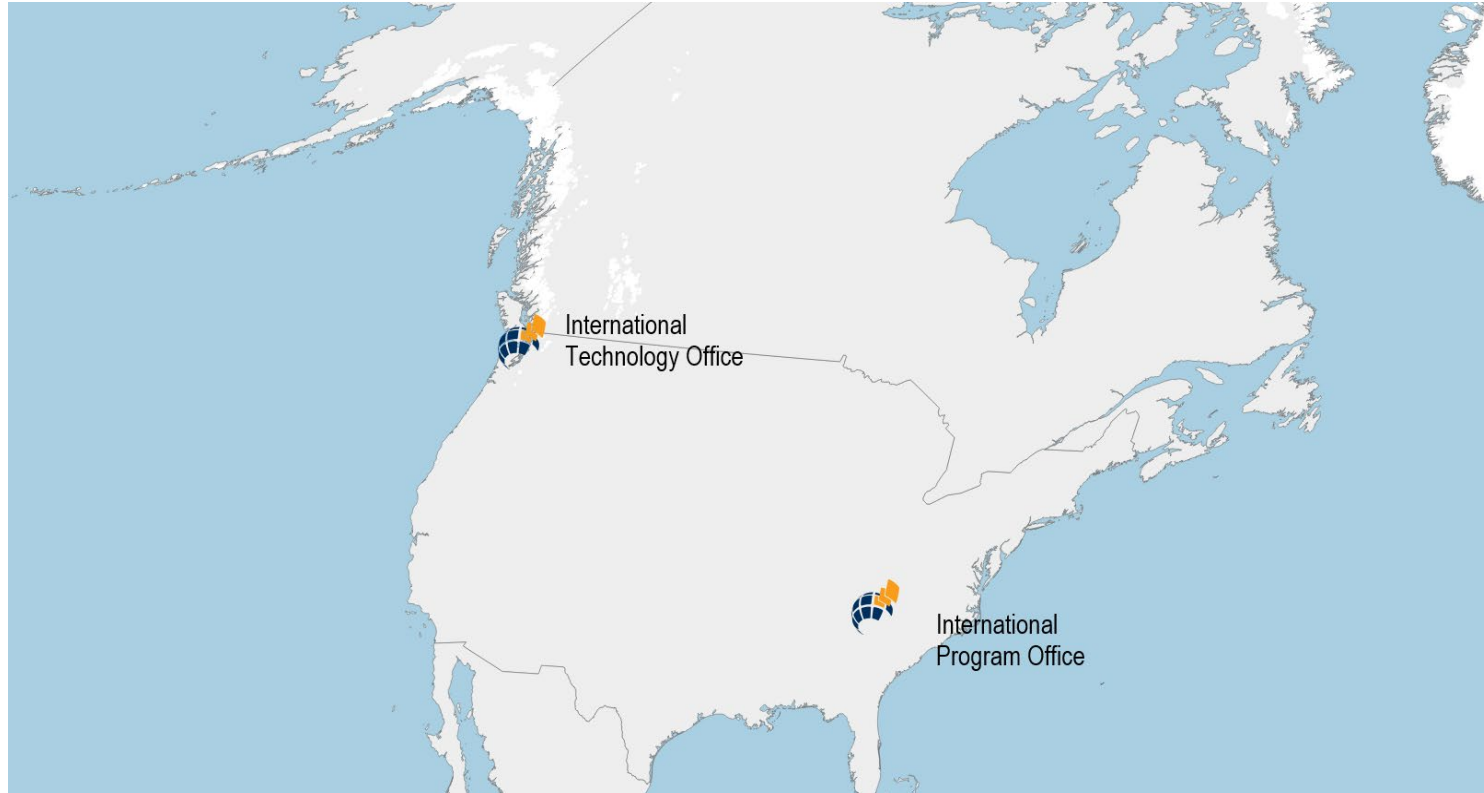 International
Technology Office
International
Program Office